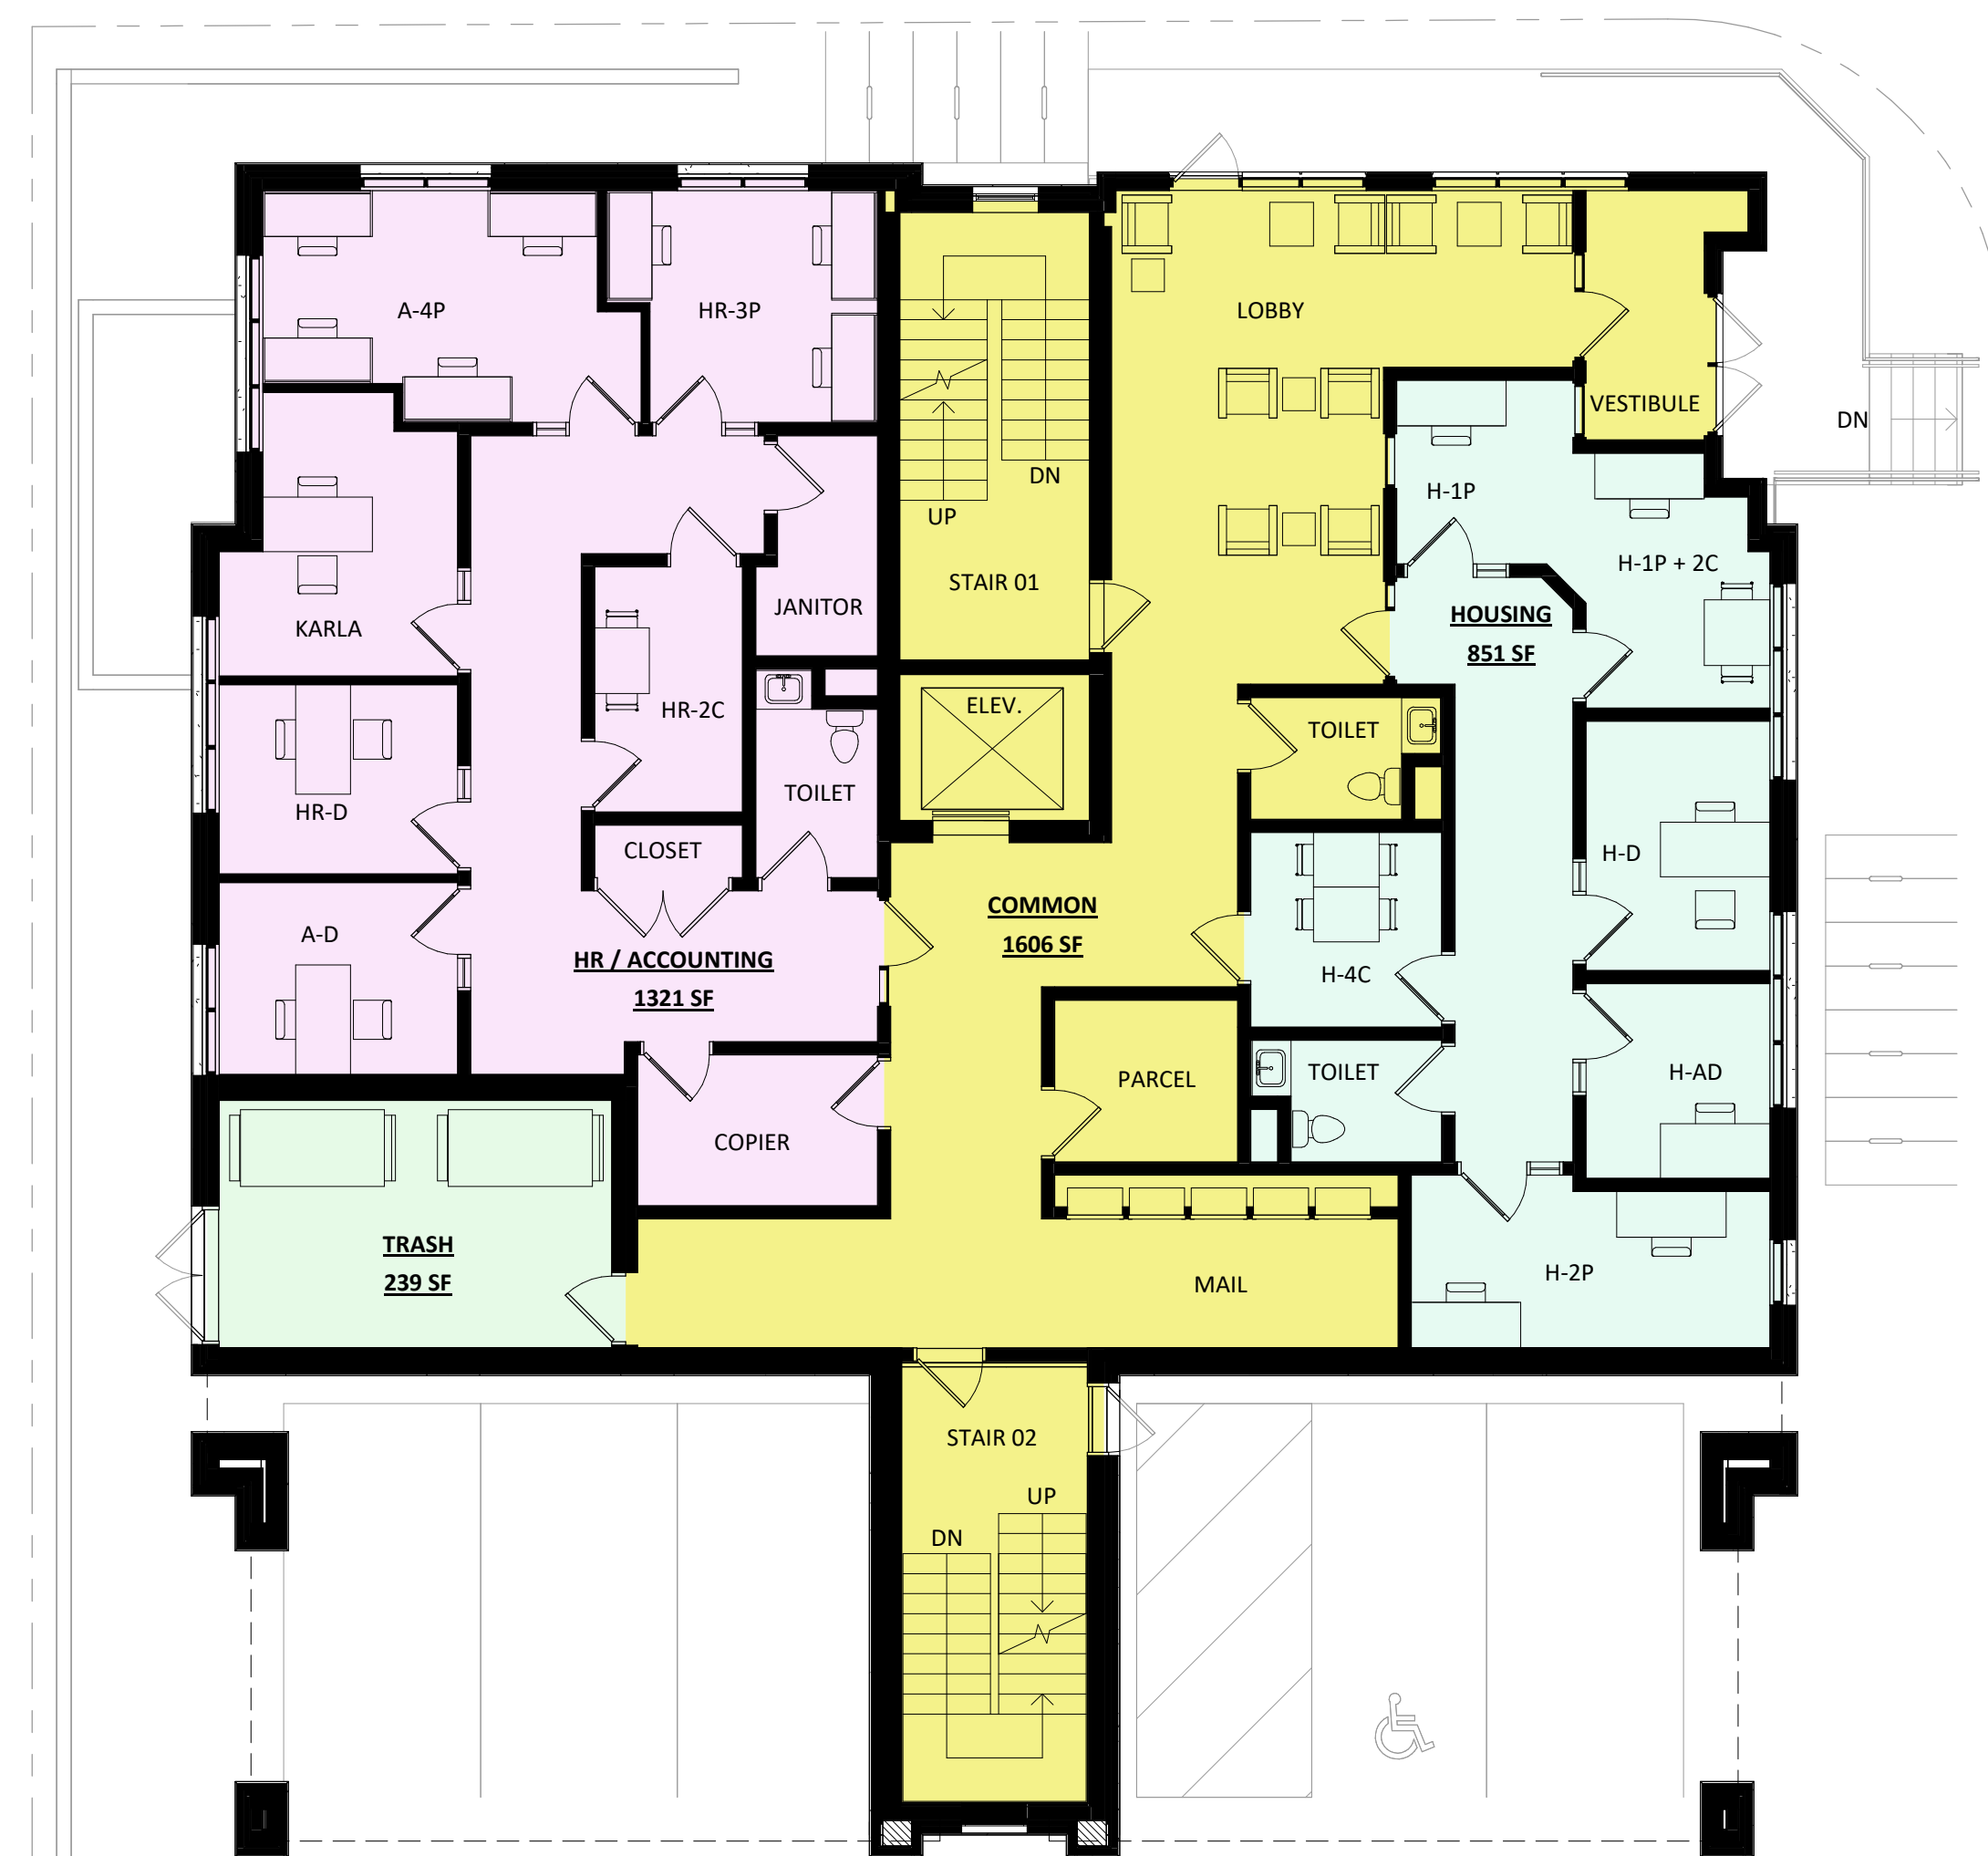 A-4P
HR-3P
LOBBY
VESTIBULE
DN
DN
UP
H-1P
H-1P + 2C
STAIR 01
JANITOR
KARLA
HOUSING
851 SF
HR-2C
ELEV.
TOILET
TOILET
HR-D
CLOSET
H-D
A-D
COMMON
1606 SF
HR / ACCOUNTING
1321 SF
H-4C
PARCEL
TOILET
H-AD
COPIER
TRASH
239 SF
MAIL
H-2P
STAIR 02
UP
DN